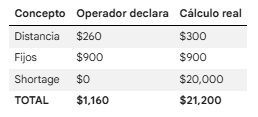 Concepto Operador declara Cálculo real
Distancia $260 $300
Fijos $900 $900
Shortage $0 $20,000
TOTAL $1,160 $21,200